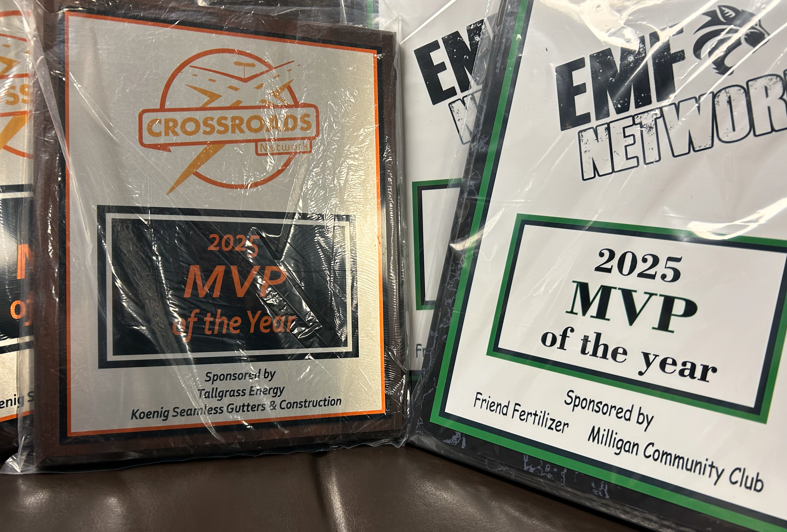 CROSSROADS
Network
2025
MVP
of the Year
Sponsored by
Tallgrass Energy
Koenig Seamless Gutters & Construction
EMF
NETWORK
2025
MVP
of the year
Sponsored by
Friend Fertilizer Milligan Community Club